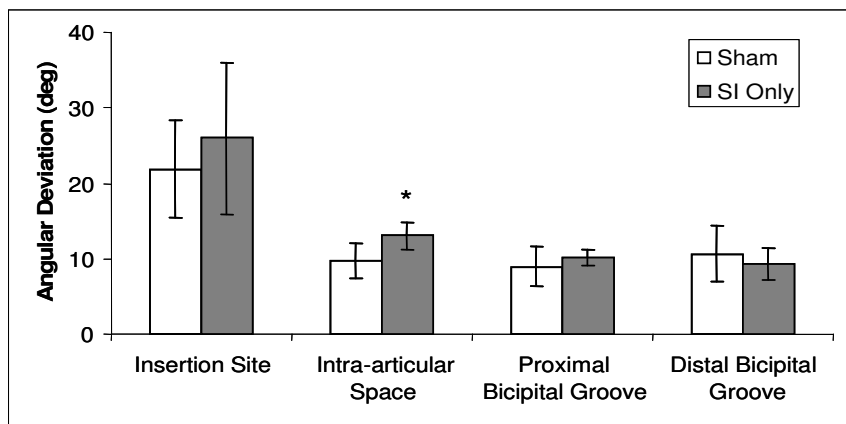 Angular Deviation (deg)
40
30
20
10
0
Sham
SI Only
*
Insertion Site
Intra-articular
Space
Proximal
Bicipital Groove
Distal Bicipital
Groove